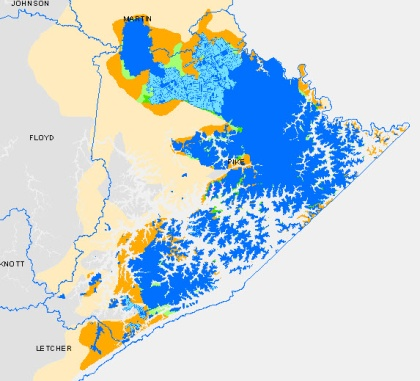 JOHNSON
MARTIN
FLOYD
PIKE
KNOTT
LETCHER